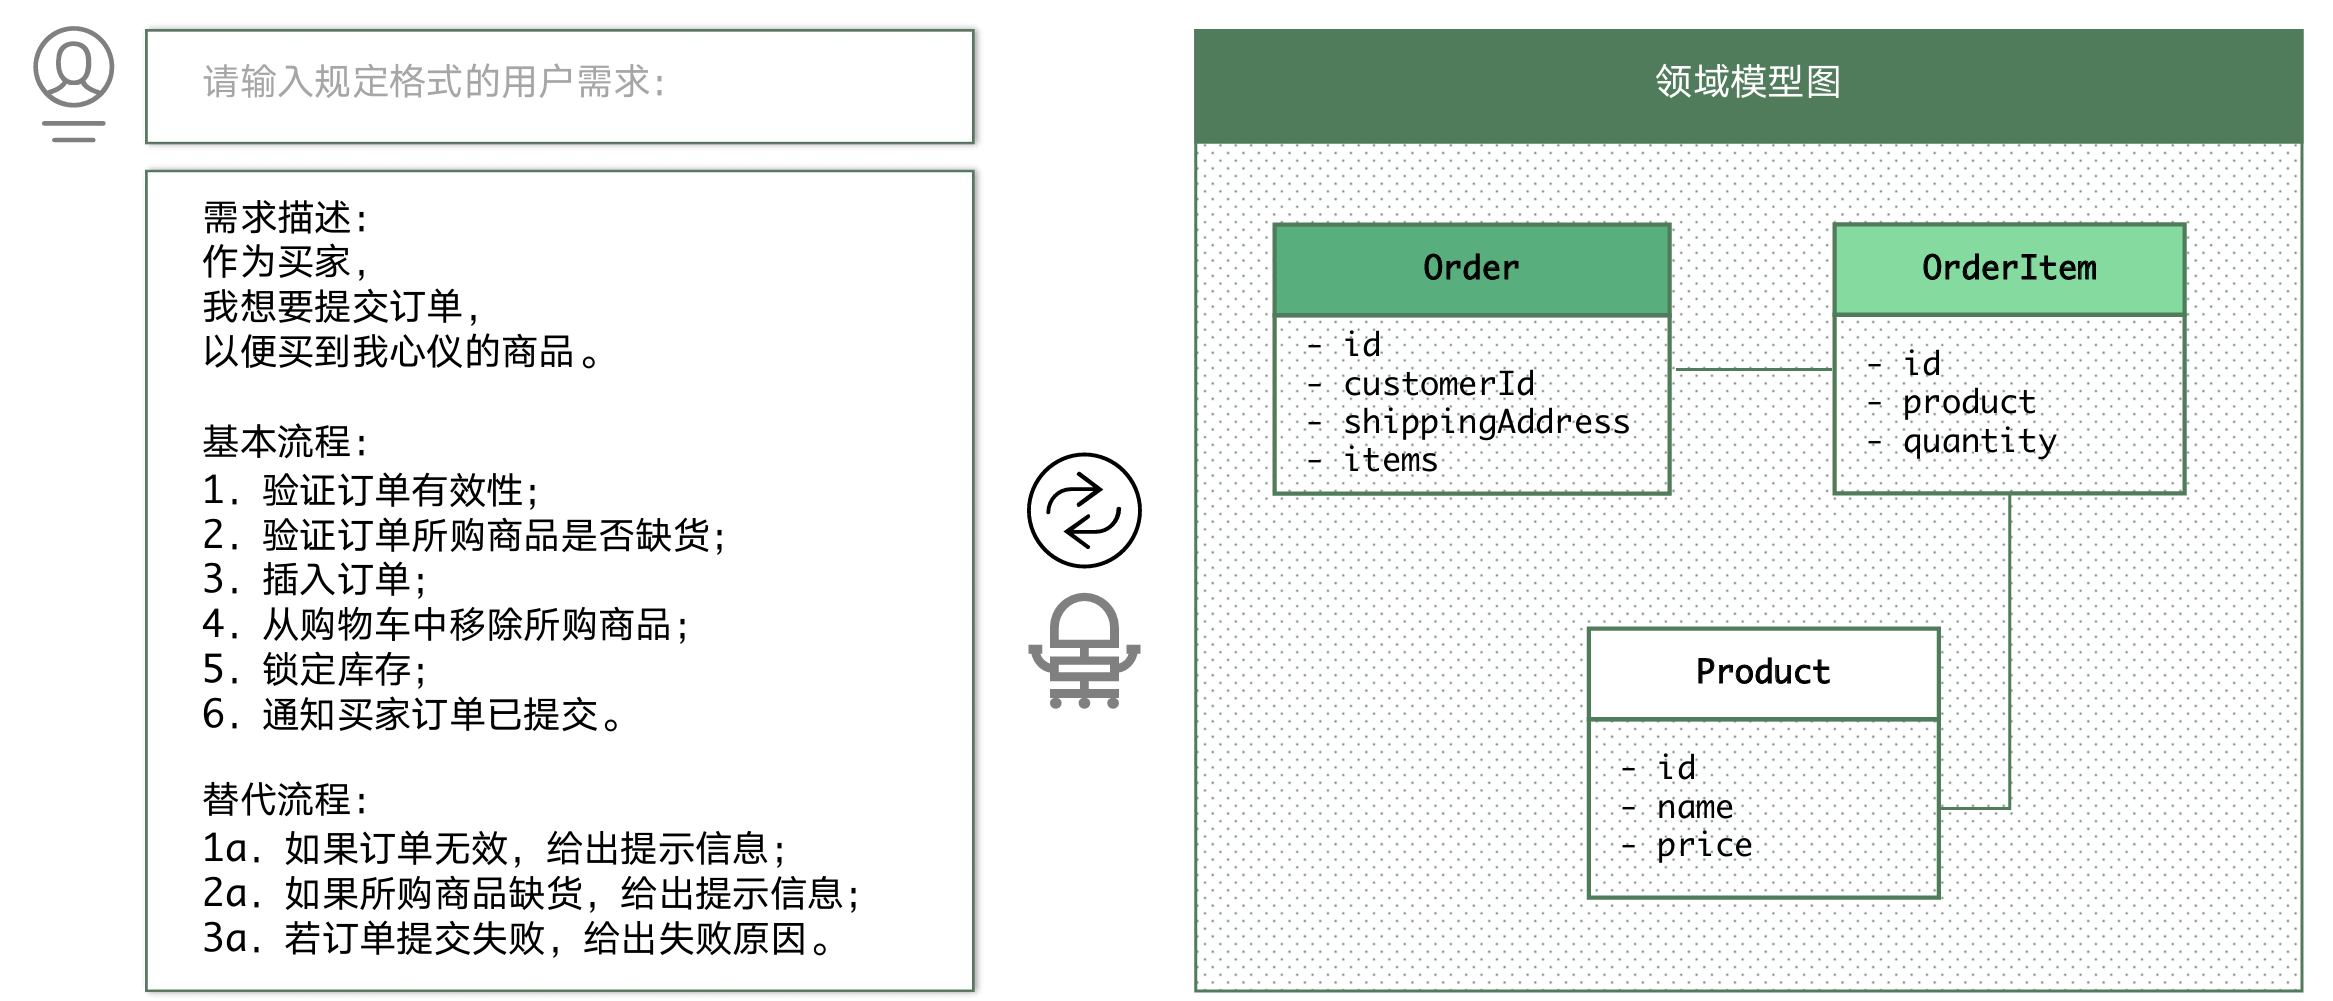 请输入规定格式的用户需求:
需求描述:
作为买家,
我想要提交订单,
以便买到我心仪的商品。
基本流程:
1. 验证订单有效性;
2. 验证订单所购商品是否缺货;
3. 插入订单;
4. 从购物车中移除所购商品;
5. 锁定库存;
6. 通知买家订单已提交。
替代流程:
1a. 如果订单无效, 给出提示信息;
2a. 如果所购商品缺货, 给出提示信息;
3a. 若订单提交失败, 给出失败原因。
领域模型图
Order
- id
- customerId
- shippingAddress
- items
OrderItem
- id
- product
- quantity
Product
- id
- name
- price